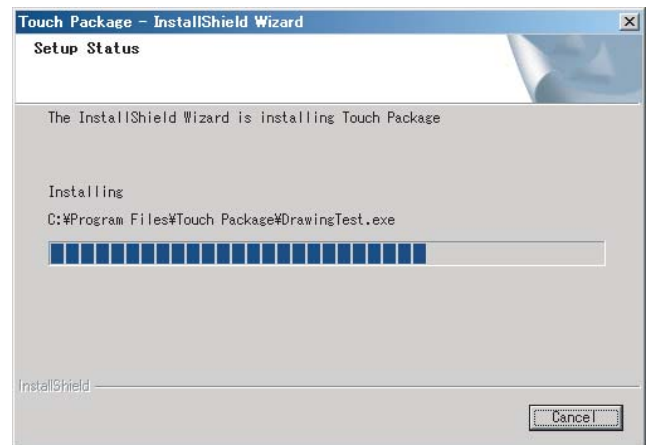 Touch Package - InstallShield Wizard
Setup Status
The InstallShield Wizard is installing Touch Package
Installing
C:¥Program Files¥Touch Package¥DrawingTest.exe
InstallShield
Cancel